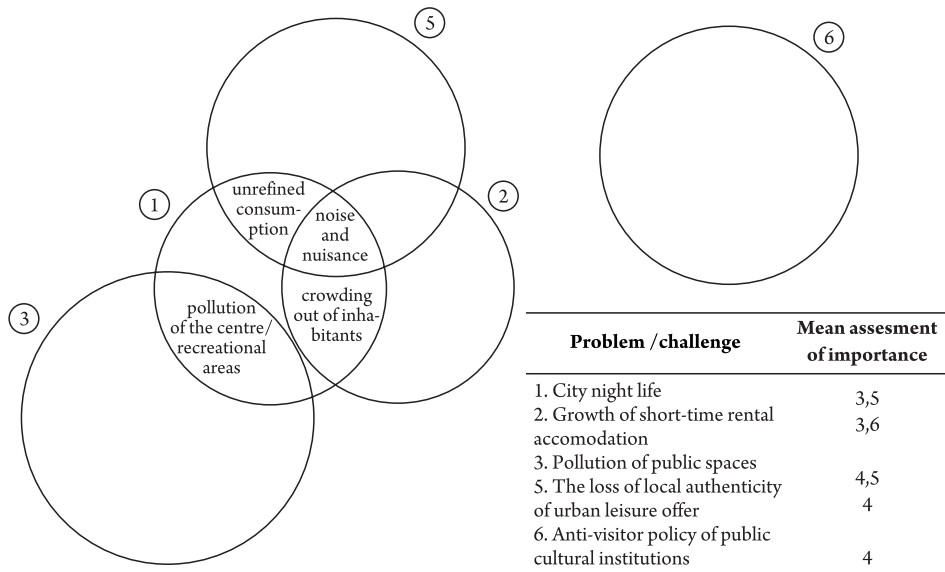 5
6
1
2
3
unrefined
consum-
ption
noise
and
nuisance
crowding
out of inha-
bitants
pollution
of the centre/
recreational
areas
Problem /challenge
Mean assesment
of importance
1. City night life
3,5
2. Growth of short-time rental
accomodation
3,6
3. Pollution of public spaces
4,5
5. The loss of local authenticity
of urban leisure offer
4
6. Anti-visitor policy of public
cultural institutions
4